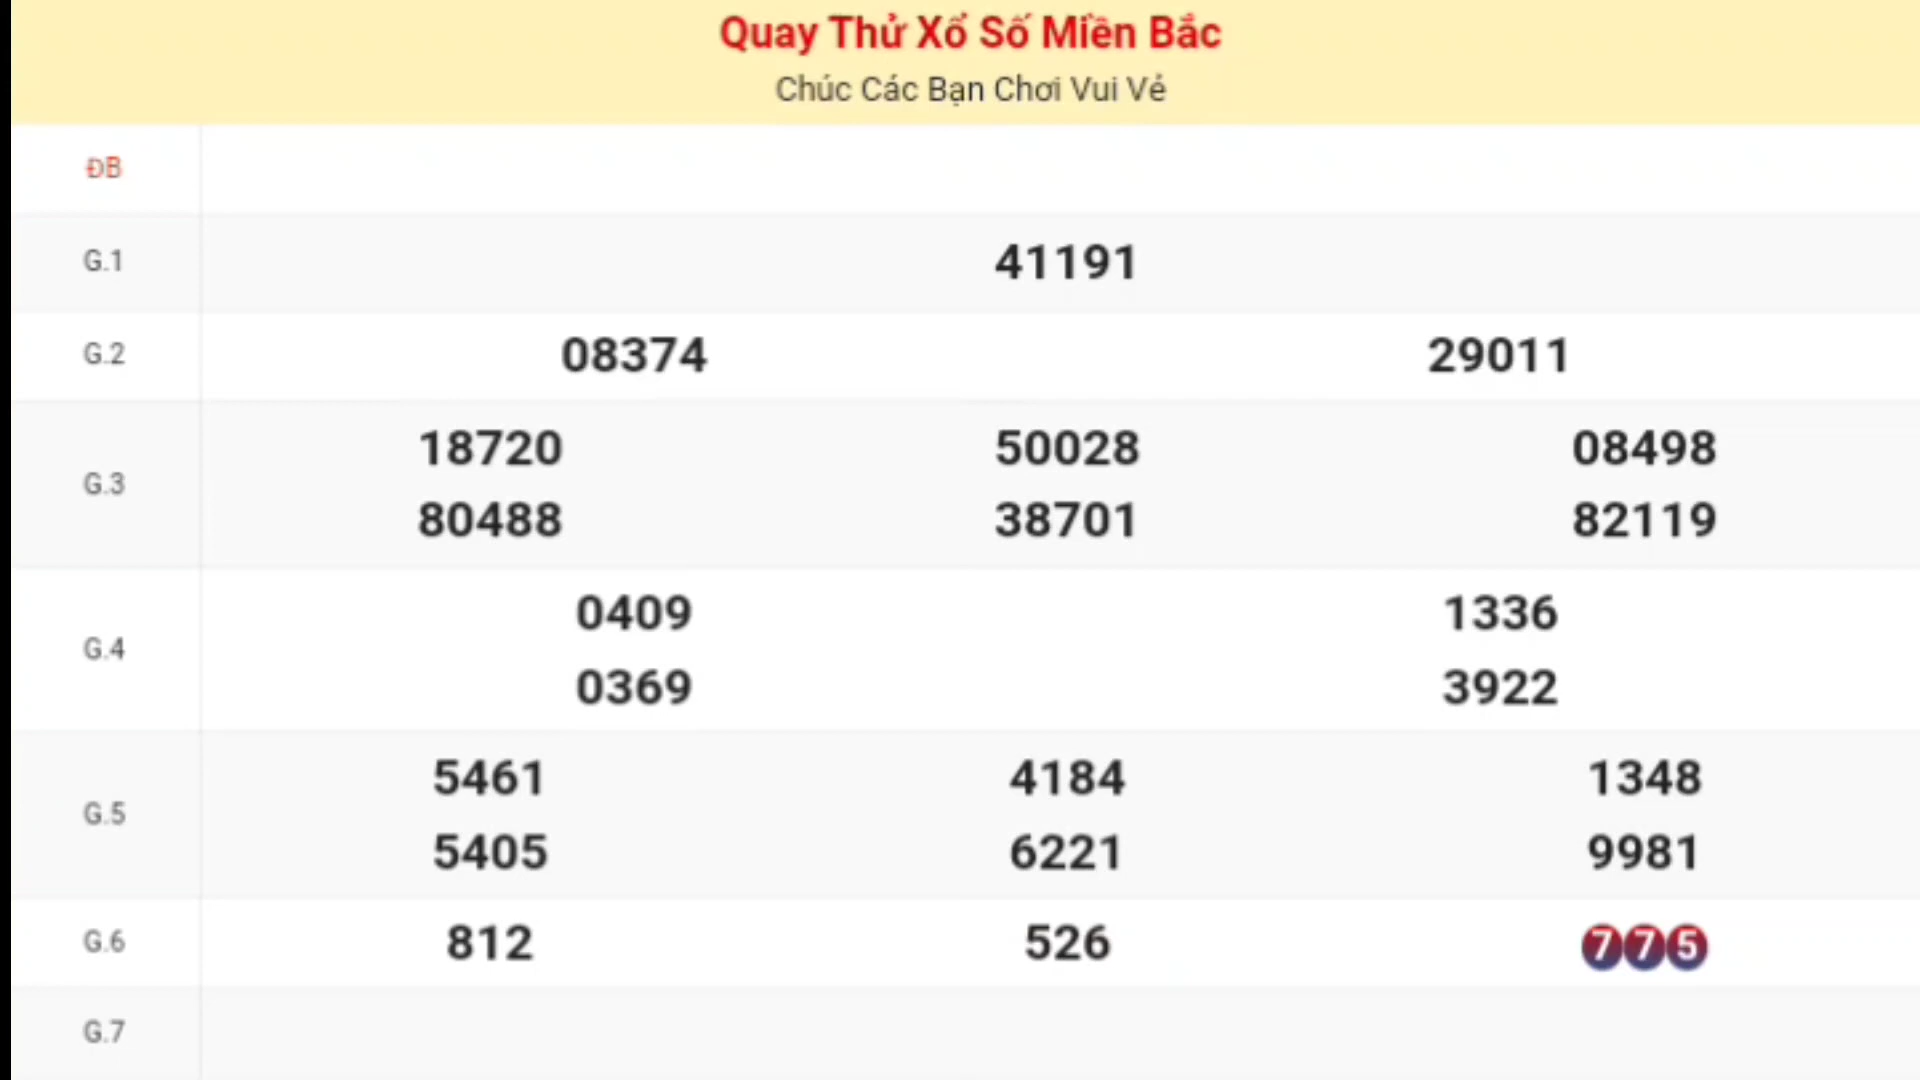 Quay Thử Xổ Số Miền Bắc
Chúc Các Bạn Chơi Vui Vẻ
ĐB
G.1 41191
G.2 08374 29011
G.3 18720 50028 08498
80488 38701 82119
G.4 0409 1336
0369 3922
G.5 5461 4184 1348
5405 6221 9981
G.6 812 526 775
G.7